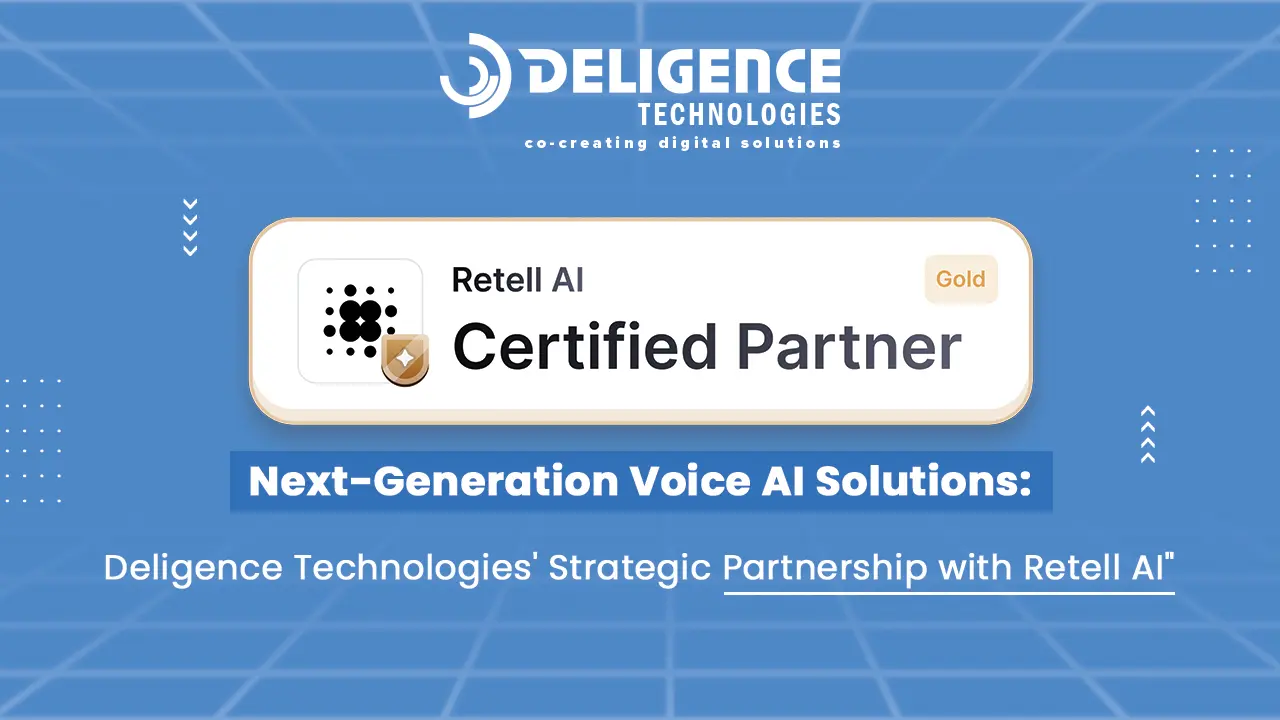 DELIGENCE
TECHNOLOGIES
co-creating digital solutions
Retell AI
Gold
Certified Partner
Next-Generation Voice AI Solutions:
Deligence Technologies' Strategic Partnership with Retell AI"